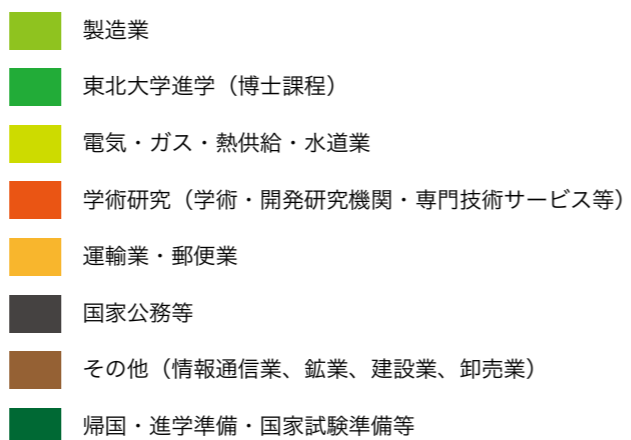 製造業
東北大学進学（博士課程）
電気・ガス・熱供給・水道業
学術研究（学術・開発研究機関・専門技術サービス等）
運輸業・郵便業
国家公務等
その他（情報通信業、鉱業、建設業、卸売業）
帰国・進学準備・国家試験準備等